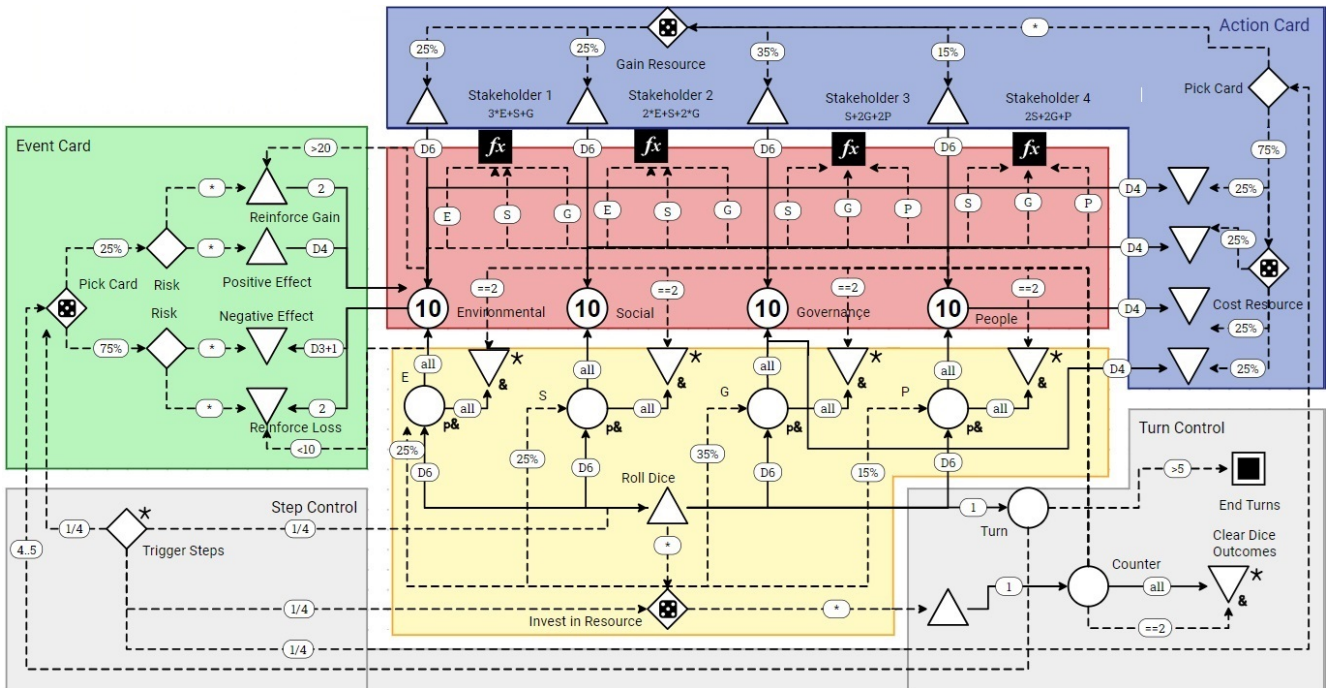 Action Card
*
25%
25%
35%
15%
Gain Resource
Pick Card
Stakeholder 1
3*E+S+G
Stakeholder 2
2*E+S+2*G
Stakeholder 3
S+2G+2P
Stakeholder 4
2S+2G+P
Event Card
>20
D6
fx
D6
fx
D6
fx
D6
fx
75%
*
2
Reinforce Gain
D4
25%
E
S
G
E
S
G
S
G
P
S
G
P
25%
*
D4
D4
25%
Pick Card
Risk
Positive Effect
==2
==2
==2
==2
Risk
Negative Effect
10
Environmental
10
Social
10
Governance
10
People
D4
Cost Resource
25%
75%
*
D3+1
*
*
*
*
all
all
all
all
D4
25%
E
&
S
&
G
&
P
&
*
2
all
all
all
all
Reinforce Loss
p&
p&
p&
p&
Turn Control
<10
25%
25%
35%
15%
D6
D6
D6
D6
>5
Roll Dice
Step Control
*
1
End Turns
1/4
1/4
Turn
4..5
Trigger Steps
*
Clear Dice
Outcomes
Counter
*
1
all
&
1/4
*
Invest in Resource
==2
1/4